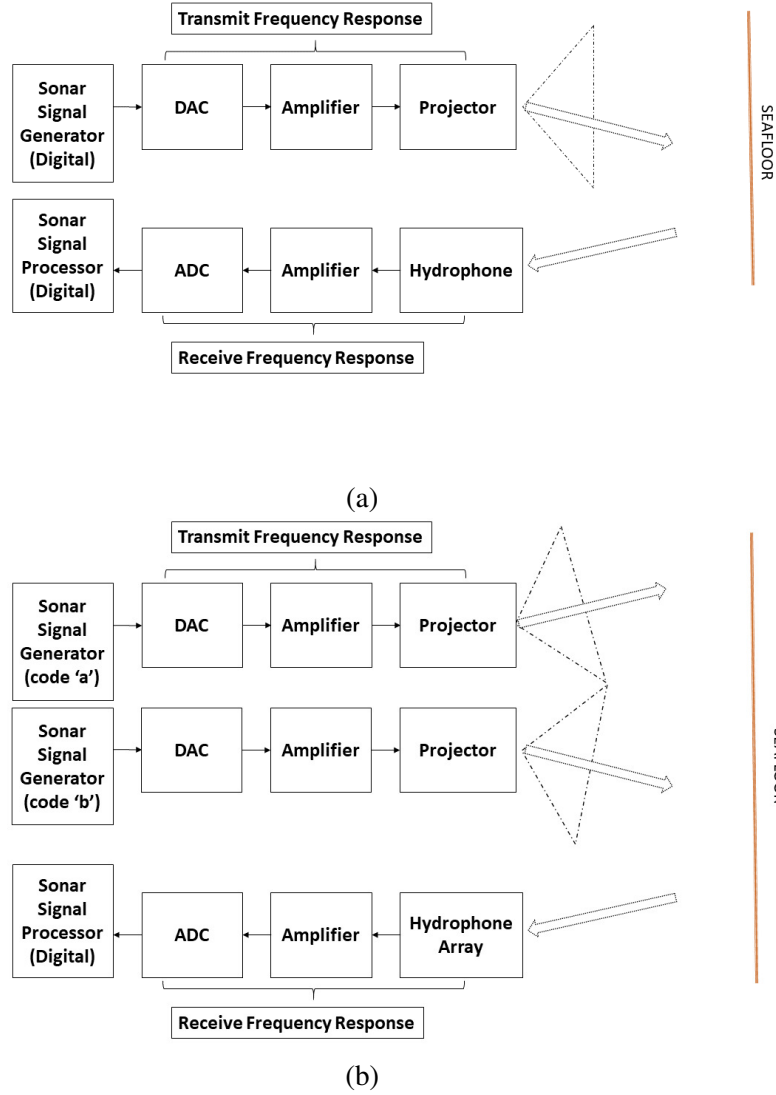 Transmit Frequency Response
Sonar
Signal
Generator
(Digital)
DAC
Amplifier
Projector
SEAFLOOR
Sonar
Signal
Processor
(Digital)
ADC
Amplifier
Hydrophone
Receive Frequency Response
(a)
Transmit Frequency Response
Sonar
Signal
Generator
(code ‘a’)
DAC
Amplifier
Projector
Sonar
Signal
Generator
(code ‘b’)
DAC
Amplifier
Projector
Sonar
Signal
Processor
(Digital)
ADC
Amplifier
Hydrophone
Array
Receive Frequency Response
(b)